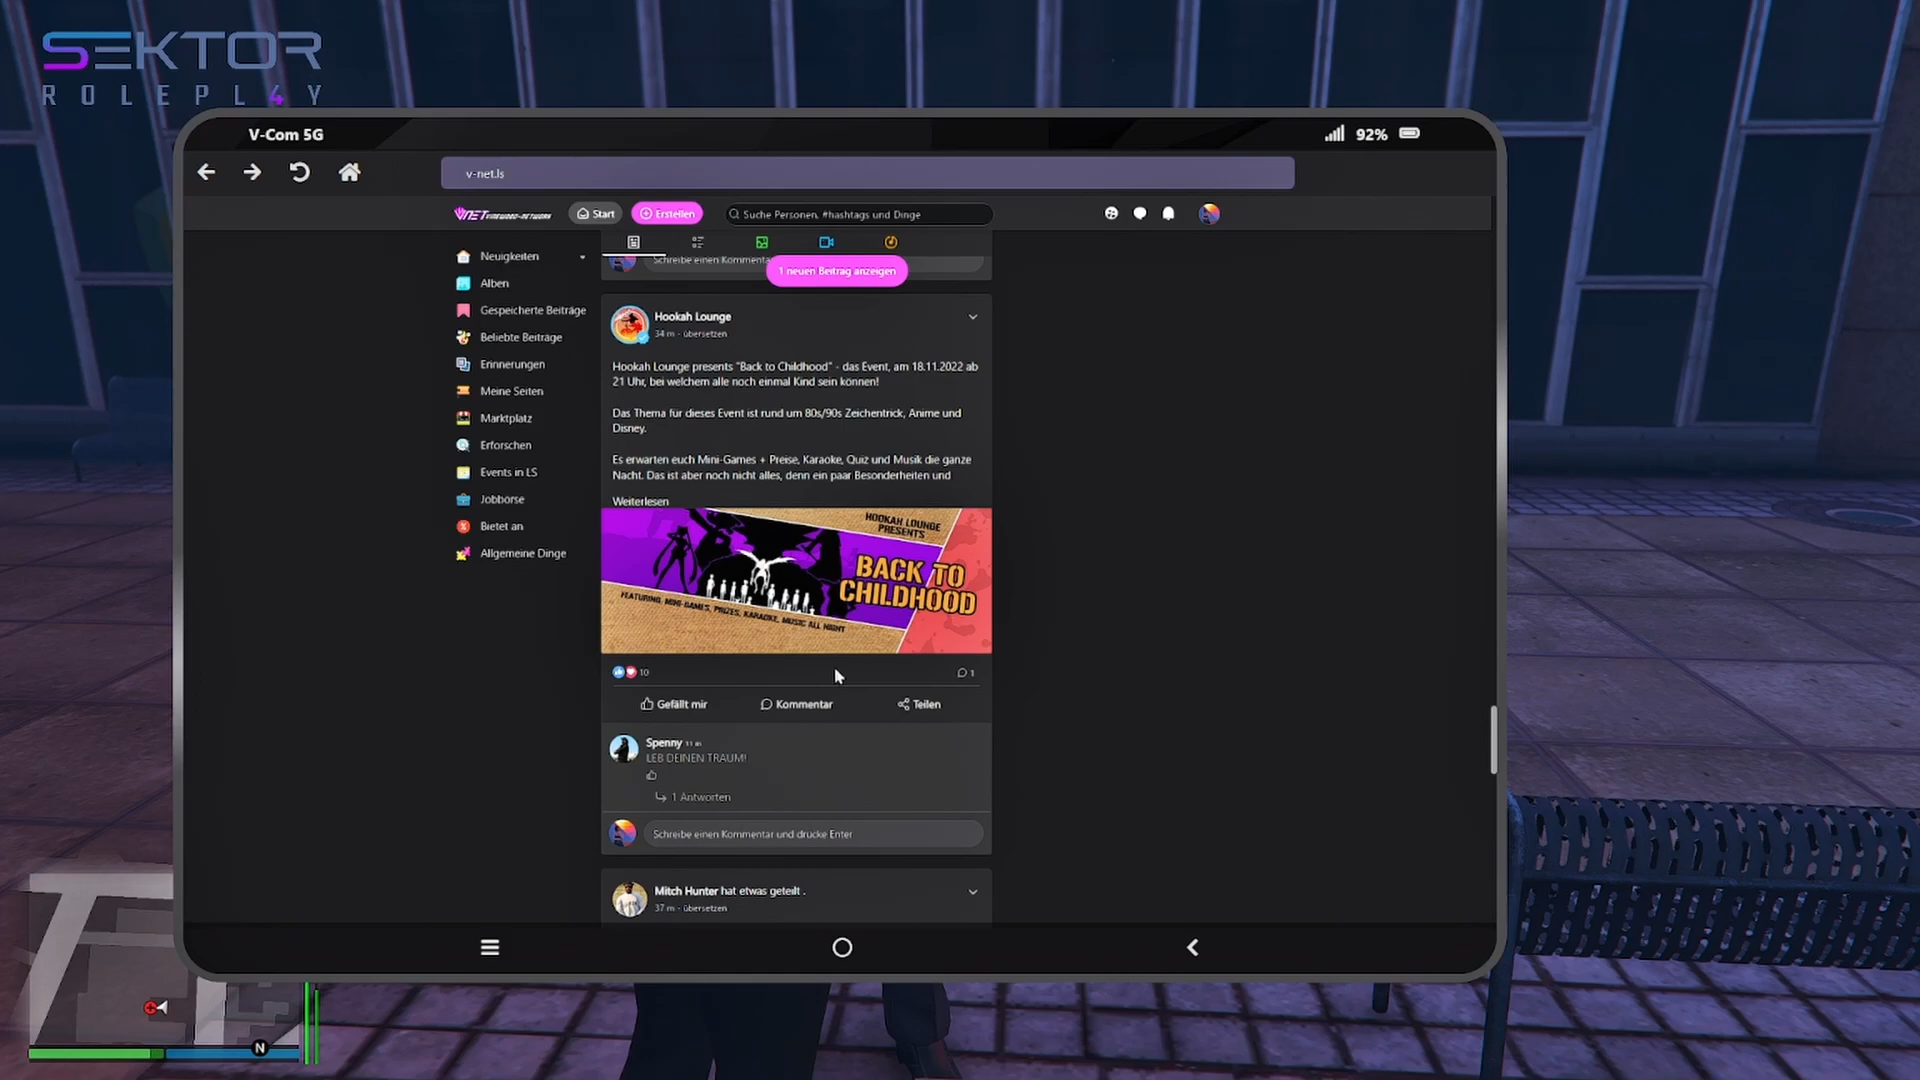 SEKTOR
ROLEPL4Y
V-Com 5G
92%
v-net.ls
VNET VINEWOOD-NETWORK
Start
Erstellen
Suche Personen, #hashtags und Dinge
Neuigkeiten
Alben
Gespeicherte Beiträge
Beliebte Beiträge
Erinnerungen
Meine Seiten
Marktplatz
Erforschen
Events in LS
Jobbörse
Bietet an
Allgemeine Dinge
Schreibe einen Kommenta
1 neuen Beitrag anzeigen
Hookah Lounge
34 m - übersetzen
Hookah Lounge presents "Back to Childhood" - das Event, am 18.11.2022 ab
21 Uhr, bei welchem alle noch einmal Kind sein können!
Das Thema für dieses Event ist rund um 80s/90s Zeichentrick, Anime und
Disney.
Es erwarten euch Mini-Games + Preise, Karaoke, Quiz und Musik die ganze
Nacht. Das ist aber noch nicht alles, denn ein paar Besonderheiten und
Weiterlesen
HOOKAH LOUNGE
PRESENTS
BACK TO
CHILDHOOD
FEATURING: MINI-GAMES, PRIZES, KARAOKE, MUSIC ALL NIGHT
10
1
Gefällt mir
Kommentar
Teilen
Spenny 11 m
LEB DEINEN TRAUM!
1 Antworten
Schreibe einen Kommentar und drücke Enter
Mitch Hunter hat etwas geteilt .
37 m - übersetzen
N